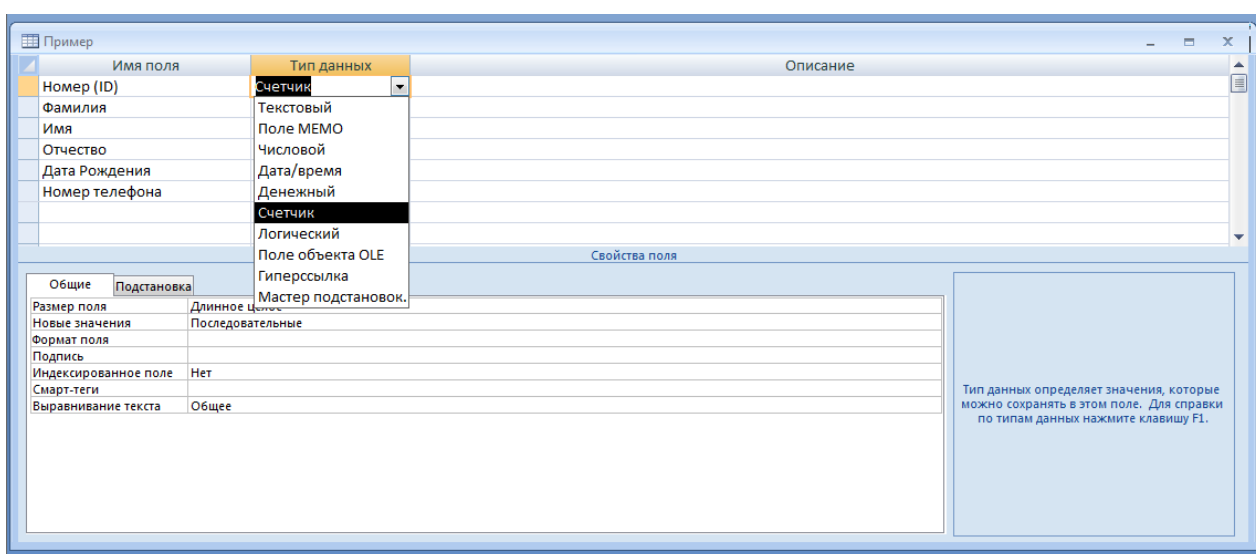 Пример
Имя поля Тип данных Описание
Номер (ID) Счетчик
Фамилия Текстовый
Имя Поле МЕМО
Отчество Числовой
Дата Рождения Дата/время
Номер телефона Денежный
Счетчик
Логический
Поле объекта OLE
Свойства поля
Гиперссылка
Мастер подстановок.
Общие Подстановка
Размер поля Длинное целое
Новые значения Последовательные
Формат поля
Подпись
Индексированное поле Нет
Смарт-теги
Выравнивание текста Общее
Тип данных определяет значения, которые
можно сохранять в этом поле. Для справки
по типам данных нажмите клавишу F1.